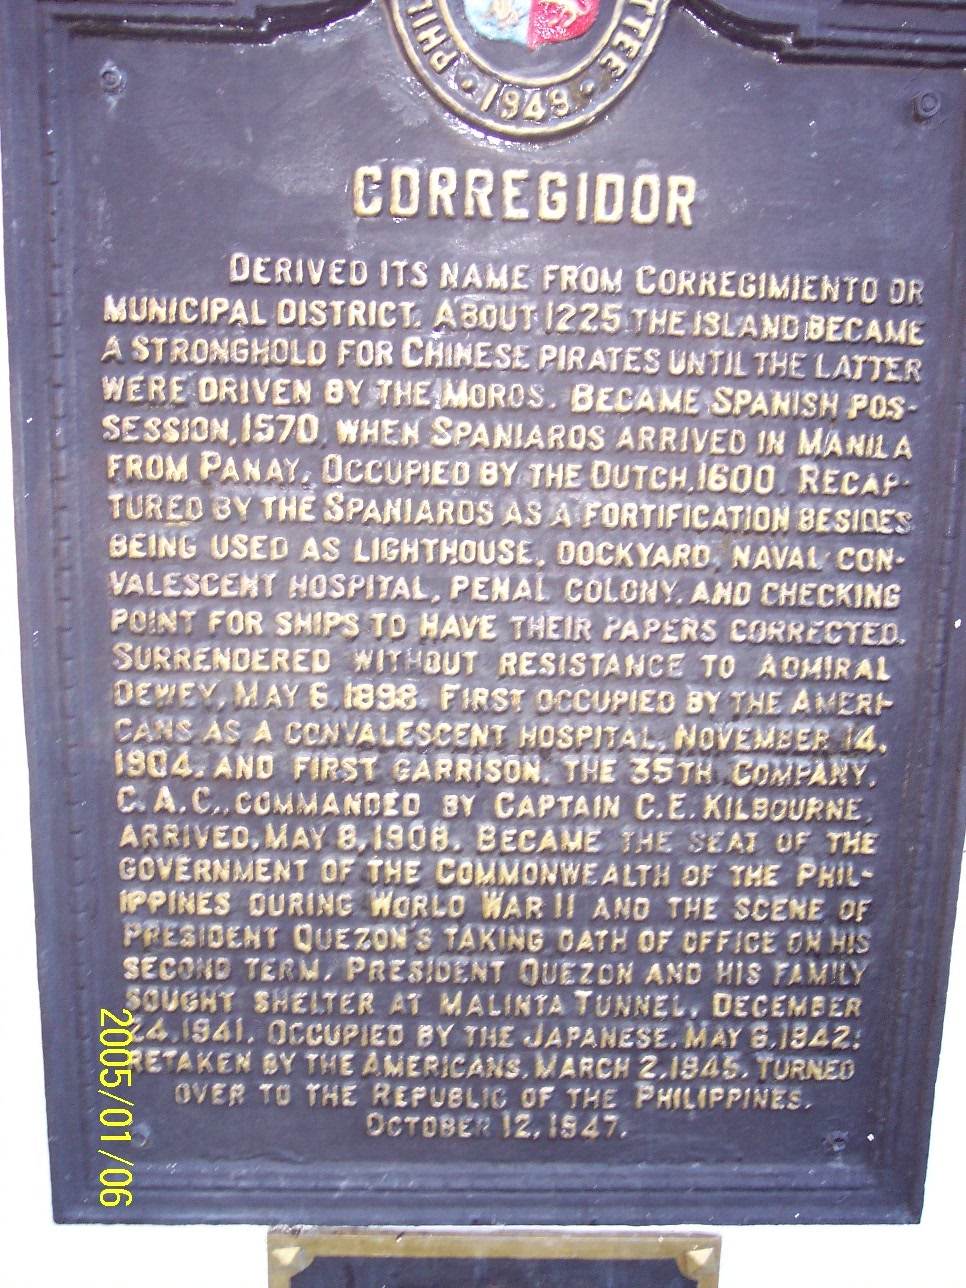 PHIL
TTEE
• 1949 •
CORREGIDOR
DERIVED ITS NAME FROM CORREGIMIENTO OR
MUNICIPAL DISTRICT. ABOUT 1225 THE ISLAND BECAME
A STRONGHOLD FOR CHINESE PIRATES UNTIL THE LATTER
WERE DRIVEN BY THE MOROS. BECAME SPANISH POS-
SESSION, 1570, WHEN SPANIARDS ARRIVED IN MANILA
FROM PANAY. OCCUPIED BY THE DUTCH, 1600. RECAP-
TURED BY THE SPANIARDS AS A FORTIFICATION BESIDES
BEING USED AS LIGHTHOUSE, DOCKYARD, NAVAL CON-
VALESCENT HOSPITAL, PENAL COLONY, AND CHECKING
POINT FOR SHIPS TO HAVE THEIR PAPERS CORRECTED.
SURRENDERED WITHOUT RESISTANCE TO ADMIRAL
DEWEY, MAY 6, 1898. FIRST OCCUPIED BY THE AMERI-
CANS AS A CONVALESCENT HOSPITAL, NOVEMBER 14,
1904, AND FIRST GARRISON, THE 35TH COMPANY,
C.A.C., COMMANDED BY CAPTAIN C.E. KILBOURNE,
ARRIVED, MAY 8, 1908. BECAME THE SEAT OF THE
GOVERNMENT OF THE COMMONWEALTH OF THE PHIL-
IPPINES DURING WORLD WAR II AND THE SCENE OF
PRESIDENT QUEZON'S TAKING OATH OF OFFICE ON HIS
SECOND TERM. PRESIDENT QUEZON AND HIS FAMILY
SOUGHT SHELTER AT MALINTA TUNNEL, DECEMBER
24, 1941. OCCUPIED BY THE JAPANESE, MAY 6, 1942;
RETAKEN BY THE AMERICANS, MARCH 2, 1945. TURNED
OVER TO THE REPUBLIC OF THE PHILIPPINES,
OCTOBER 12, 1947.
2005/01/06